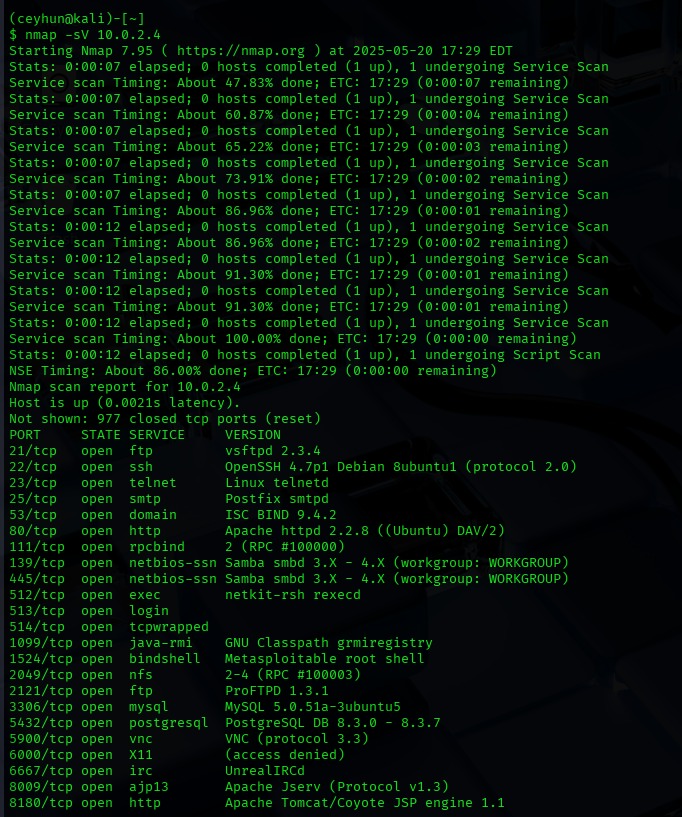 (ceyhun@kali)-[~]
$ nmap -sV 10.0.2.4
Starting Nmap 7.95 ( https://nmap.org ) at 2025-05-20 17:29 EDT
Stats: 0:00:07 elapsed; 0 hosts completed (1 up), 1 undergoing Service Scan
Service scan Timing: About 47.83% done; ETC: 17:29 (0:00:07 remaining)
Stats: 0:00:07 elapsed; 0 hosts completed (1 up), 1 undergoing Service Scan
Service scan Timing: About 60.87% done; ETC: 17:29 (0:00:04 remaining)
Stats: 0:00:07 elapsed; 0 hosts completed (1 up), 1 undergoing Service Scan
Service scan Timing: About 65.22% done; ETC: 17:29 (0:00:03 remaining)
Stats: 0:00:07 elapsed; 0 hosts completed (1 up), 1 undergoing Service Scan
Service scan Timing: About 73.91% done; ETC: 17:29 (0:00:02 remaining)
Stats: 0:00:07 elapsed; 0 hosts completed (1 up), 1 undergoing Service Scan
Service scan Timing: About 86.96% done; ETC: 17:29 (0:00:01 remaining)
Stats: 0:00:12 elapsed; 0 hosts completed (1 up), 1 undergoing Service Scan
Service scan Timing: About 86.96% done; ETC: 17:29 (0:00:02 remaining)
Stats: 0:00:12 elapsed; 0 hosts completed (1 up), 1 undergoing Service Scan
Service scan Timing: About 91.30% done; ETC: 17:29 (0:00:01 remaining)
Stats: 0:00:12 elapsed; 0 hosts completed (1 up), 1 undergoing Service Scan
Service scan Timing: About 91.30% done; ETC: 17:29 (0:00:01 remaining)
Stats: 0:00:12 elapsed; 0 hosts completed (1 up), 1 undergoing Service Scan
Service scan Timing: About 100.00% done; ETC: 17:29 (0:00:00 remaining)
Stats: 0:00:12 elapsed; 0 hosts completed (1 up), 1 undergoing Script Scan
NSE Timing: About 86.00% done; ETC: 17:29 (0:00:00 remaining)
Nmap scan report for 10.0.2.4
Host is up (0.0021s latency).
Not shown: 977 closed tcp ports (reset)
PORT     STATE SERVICE     VERSION
21/tcp   open  ftp         vsftpd 2.3.4
22/tcp   open  ssh         OpenSSH 4.7p1 Debian 8ubuntu1 (protocol 2.0)
23/tcp   open  telnet      Linux telnetd
25/tcp   open  smtp        Postfix smtpd
53/tcp   open  domain      ISC BIND 9.4.2
80/tcp   open  http        Apache httpd 2.2.8 ((Ubuntu) DAV/2)
111/tcp  open  rpcbind     2 (RPC #100000)
139/tcp  open  netbios-ssn Samba smbd 3.X - 4.X (workgroup: WORKGROUP)
445/tcp  open  netbios-ssn Samba smbd 3.X - 4.X (workgroup: WORKGROUP)
512/tcp  open  exec        netkit-rsh rexecd
513/tcp  open  login
514/tcp  open  tcpwrapped
1099/tcp open  java-rmi    GNU Classpath grmiregistry
1524/tcp open  bindshell   Metasploitable root shell
2049/tcp open  nfs         2-4 (RPC #100003)
2121/tcp open  ftp         ProFTPD 1.3.1
3306/tcp open  mysql       MySQL 5.0.51a-3ubuntu5
5432/tcp open  postgresql  PostgreSQL DB 8.3.0 - 8.3.7
5900/tcp open  vnc         VNC (protocol 3.3)
6000/tcp open  X11         (access denied)
6667/tcp open  irc         UnrealIRCd
8009/tcp open  ajp13       Apache Jserv (Protocol v1.3)
8180/tcp open  http        Apache Tomcat/Coyote JSP engine 1.1